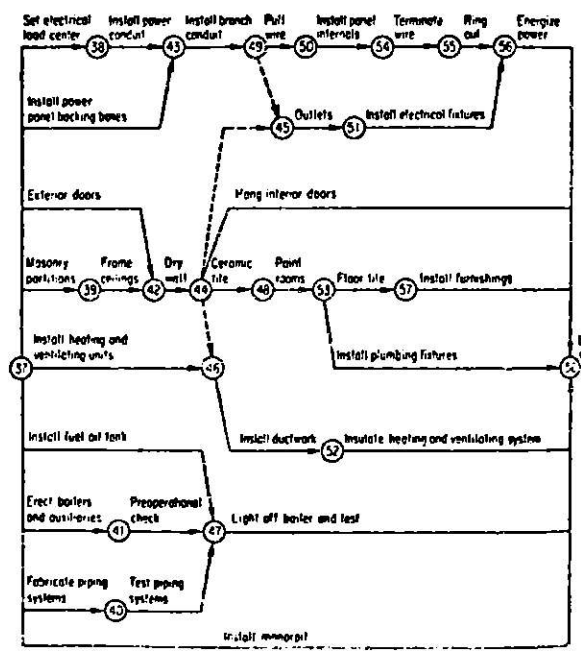 Set electrical
load center
Install power
conduit
Install branch
conduit
Pull
wire
Install panel
internals
Terminate
wire
Ring
out
Energize
power
38
43
49
50
54
55
56
Install power
panel backing boxes
45
Outlets
51
Install electrical fixtures
Exterior doors
Hang interior doors
Masonry
partitions
Frame
ceilings
Dry
wall
Ceramic
tile
Paint
rooms
Floor tile
Install furnishings
39
42
44
48
53
57
Install heating and
ventilating units
Install plumbing fixtures
37
46
Install fuel oil tank
Install ductwork
52
Insulate heating and ventilating system
Erect boilers
and auxiliaries
Preoperational
check
Light off boiler and test
41
47
Fabricate piping
systems
Test piping
systems
40
Install monorail